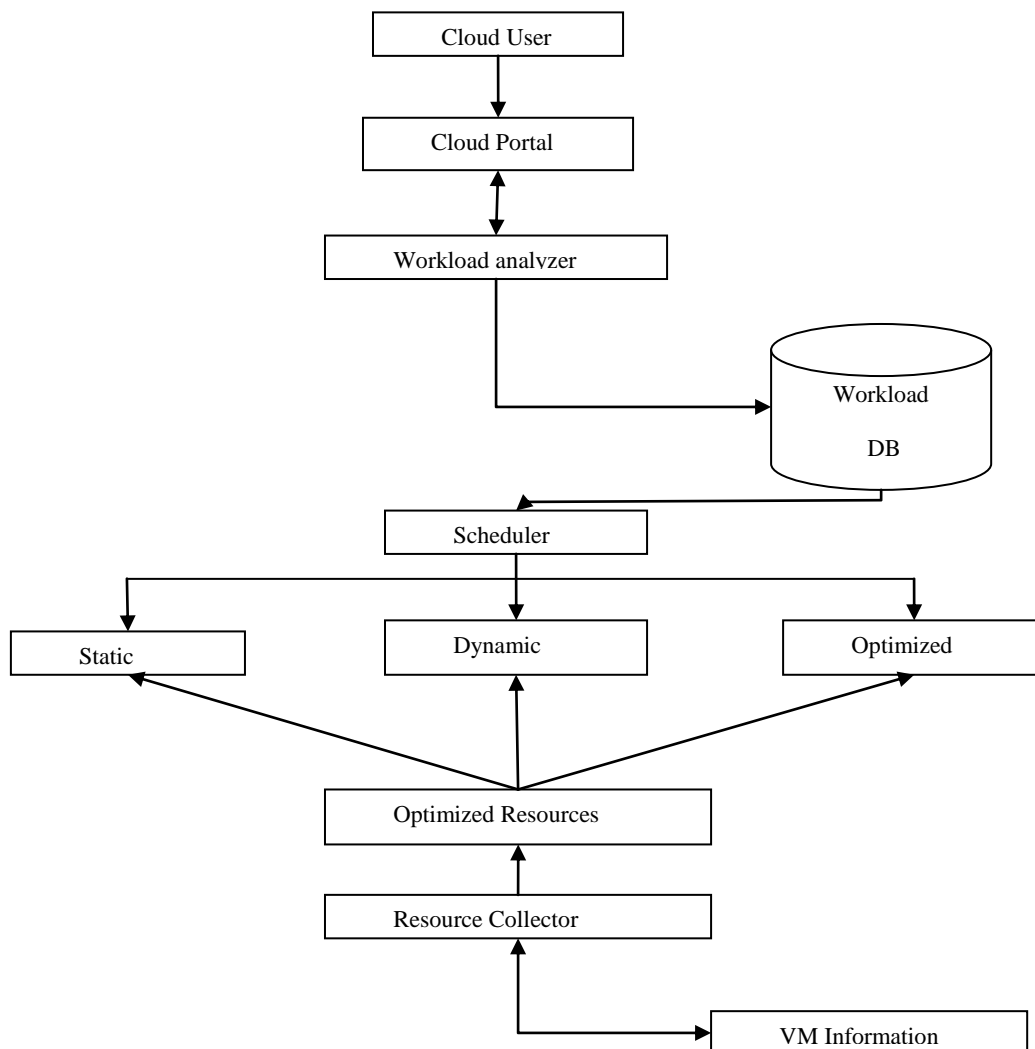 Cloud User
Cloud Portal
Workload analyzer
Workload
DB
Scheduler
Static
Dynamic
Optimized
Optimized Resources
Resource Collector
VM Information